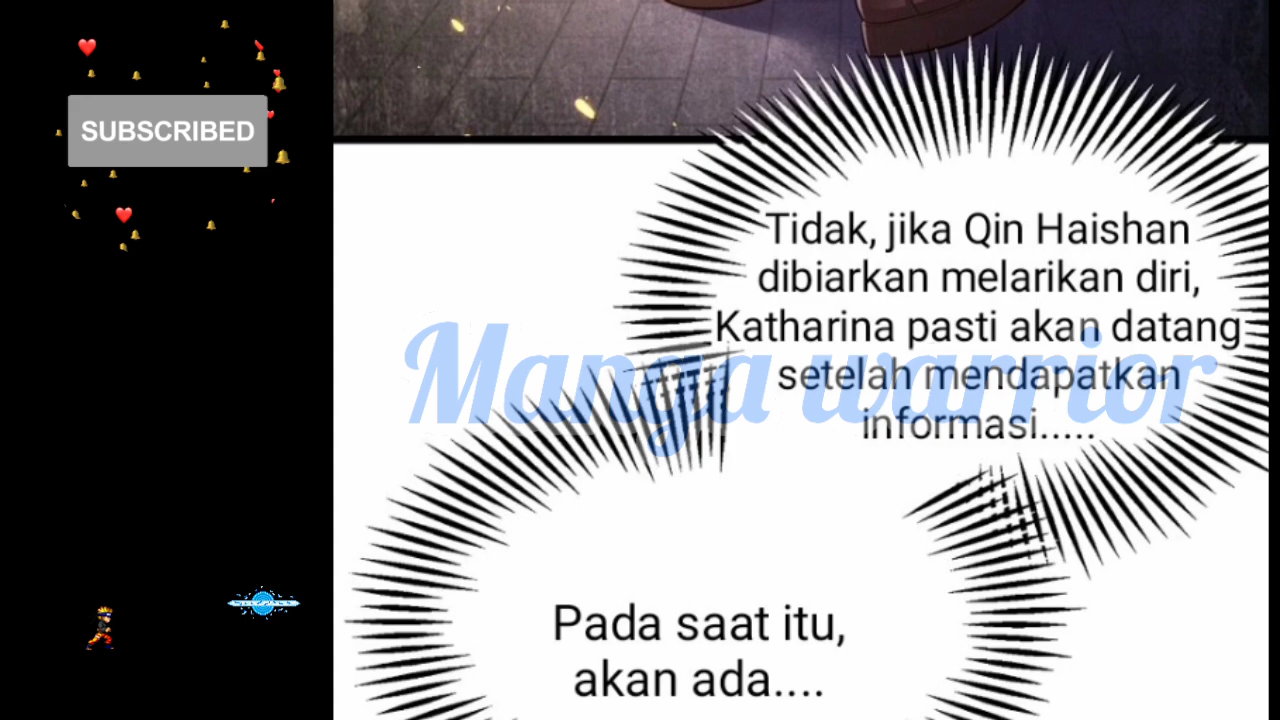 SUBSCRIBED
Tidak, jika Qin Haishan
dibiarkan melarikan diri,
Katharina pasti akan datang
setelah mendapatkan
informasi.....
Manga warrior
Pada saat itu,
akan ada....